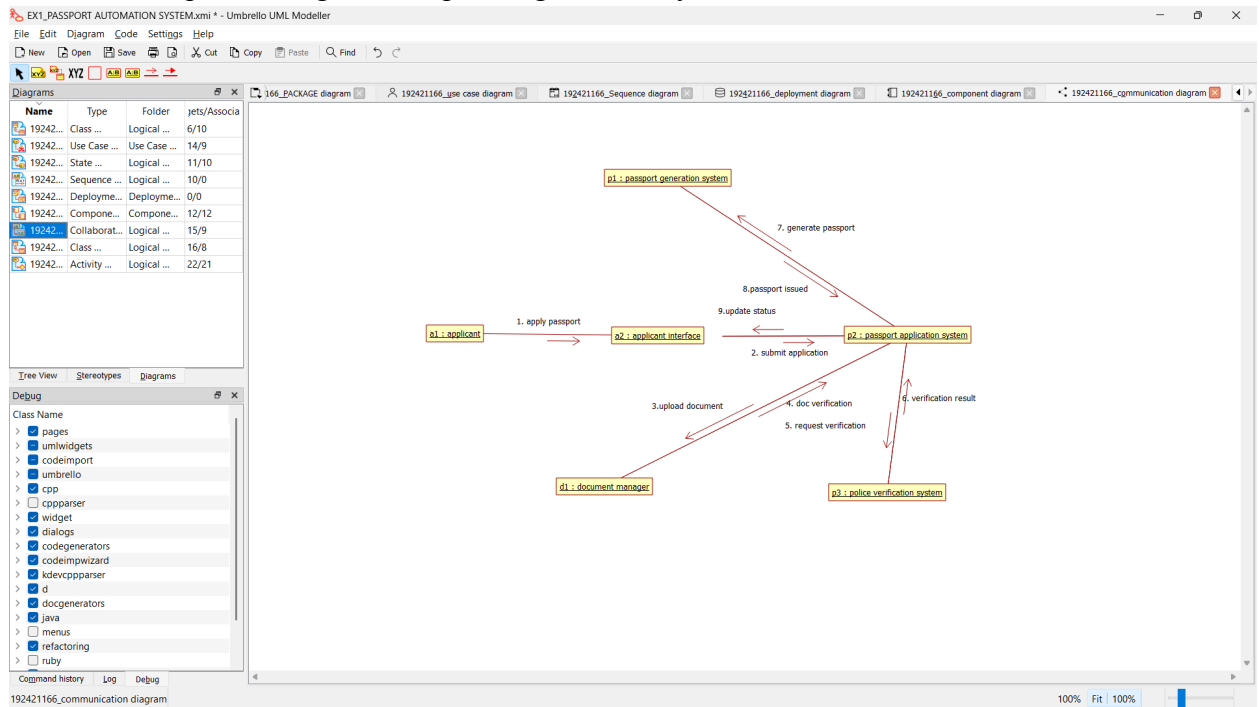 EX1_PASSPORT AUTOMATION SYSTEM.xmi * - Umbrello UML Modeller
File Edit Diagram Code Settings Help
New Open Save Cut Copy Paste Find
XYZ XYZ A:B A:B
Diagrams
166_PACKAGE diagram 192421166_use case diagram 192421166_Sequence diagram 192421166_deployment diagram 192421166_component diagram 192421166_communication diagram
Name Type Folder jets/Associa
19242... Class ... Logical ... 6/10
19242... Use Case ... Use Case ... 14/9
19242... State ... Logical ... 11/10
19242... Sequence ... Logical ... 10/0
19242... Deployme... Deployme... 0/0
19242... Compone... Compone... 12/12
19242... Collaborat... Logical ... 15/9
19242... Class ... Logical ... 16/8
19242... Activity ... Logical ... 22/21
Tree View Stereotypes Diagrams
Debug
Class Name
pages
umlwidgets
codeimport
umbrello
cpp
cppparser
widget
dialogs
codegenerators
codeimpwizard
kdevcppparser
d
docgenerators
java
menus
refactoring
ruby
Command history Log Debug
p1 : passport generation system
7. generate passport
8.passport issued
9.update status
1. apply passport
a1 : applicant
a2 : applicant interface
p2 : passport application system
2. submit application
3.upload document
4. doc verification
6. verification result
5. request verification
d1 : document manager
p3 : police verification system
192421166_communication diagram
100% Fit 100%